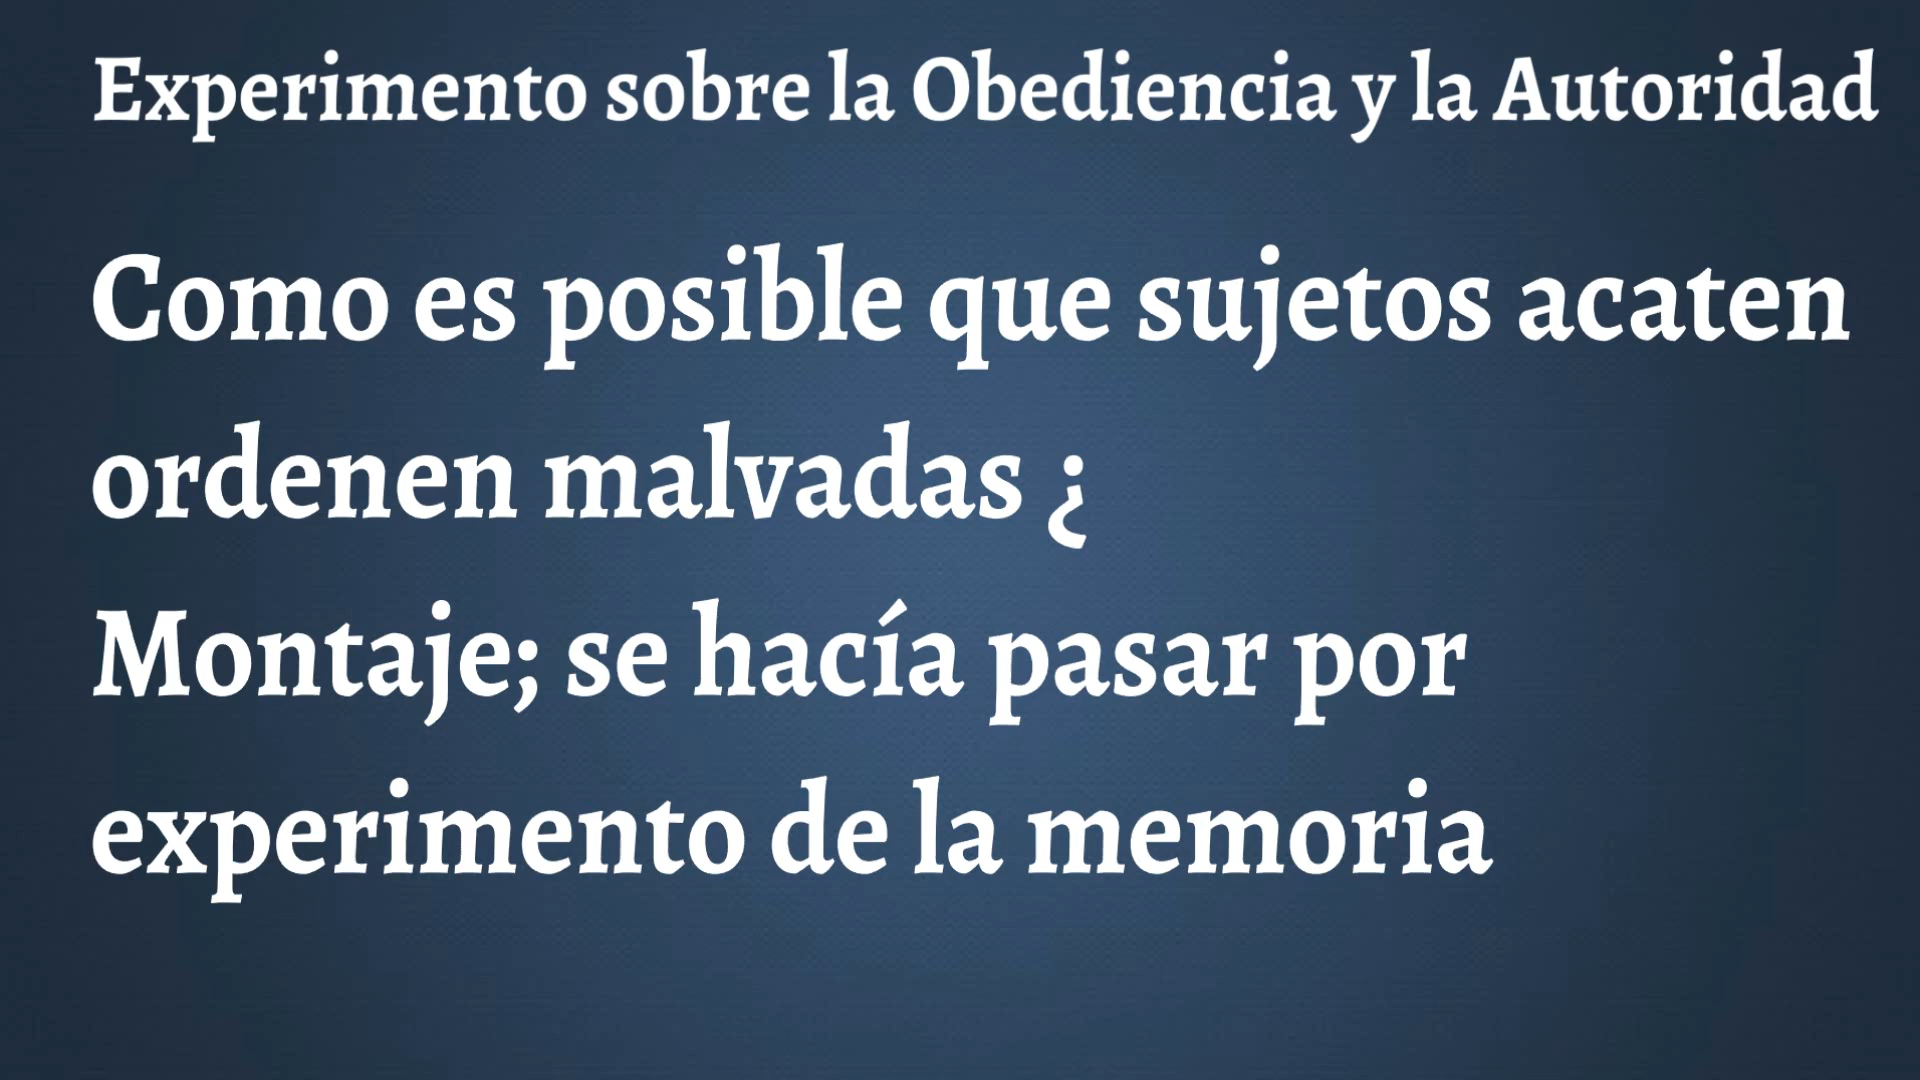 Experimento sobre la Obediencia y la Autoridad
Como es posible que sujetos acaten
ordenen malvadas ¿
Montaje; se hacía pasar por
experimento de la memoria